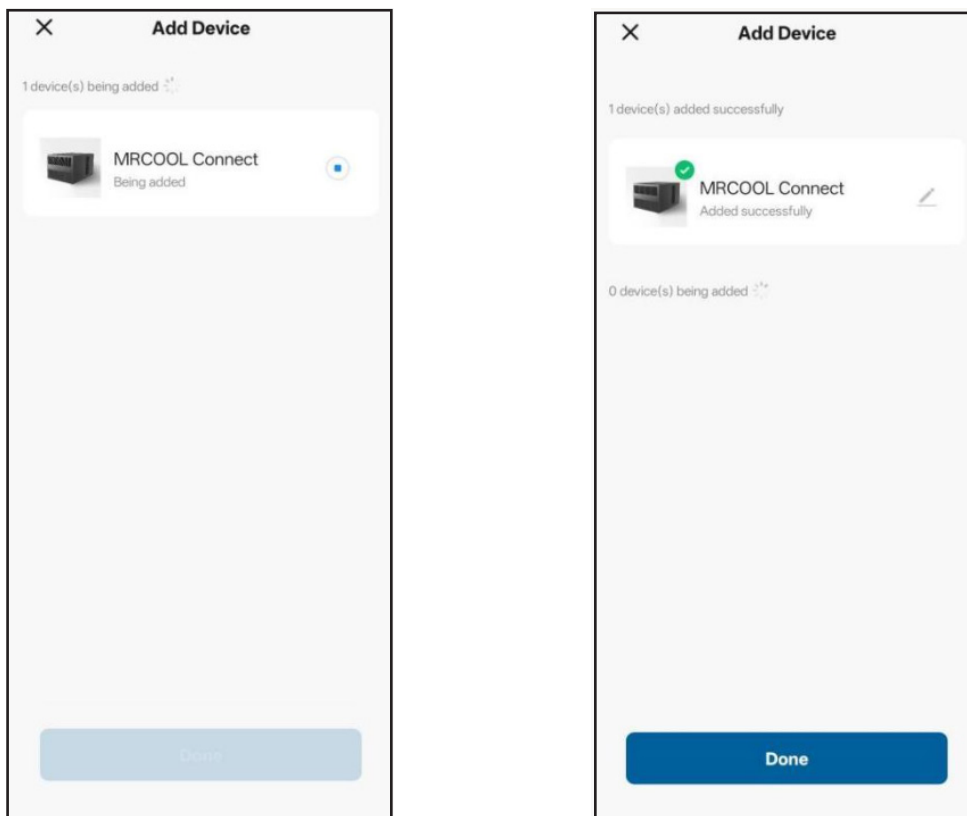 Add Device
1 device(s) being added
MRCOOL Connect
Being added
Done
Add Device
1 device(s) added successfully
MRCOOL Connect
Added successfully
0 device(s) being added
Done